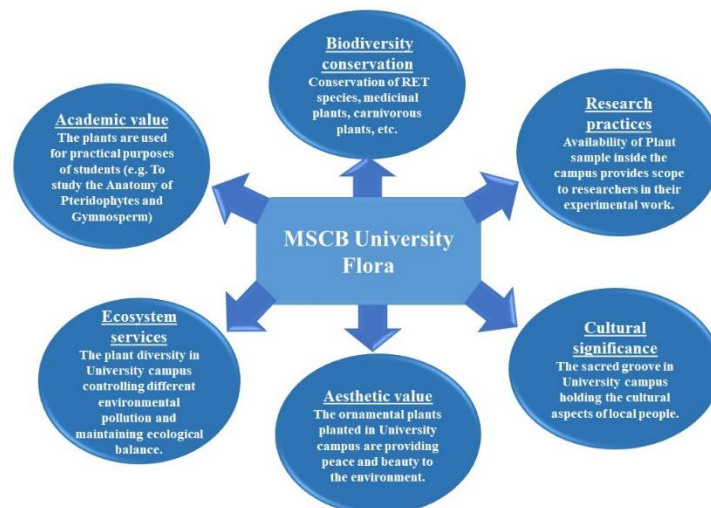 Biodiversity
conservation
Conservation of RET
species, medicinal
plants, carnivorous
plants, etc.
Academic value
The plants are used
for practical purposes
of students (e.g. To
study the Anatomy of
Pteridophytes and
Gymnosperm)
Research
practices
Availability of Plant
sample inside the
campus provides scope
to researchers in their
experimental work.
MSCB University
Flora
Ecosystem
services
The plant diversity in
University campus
controlling different
environmental
pollution and
maintaining ecological
balance.
Aesthetic value
The ornamental plants
planted in University
campus are providing
peace and beauty to
the environment.
Cultural
significance
The sacred groove in
University campus
holding the cultural
aspects of local people.